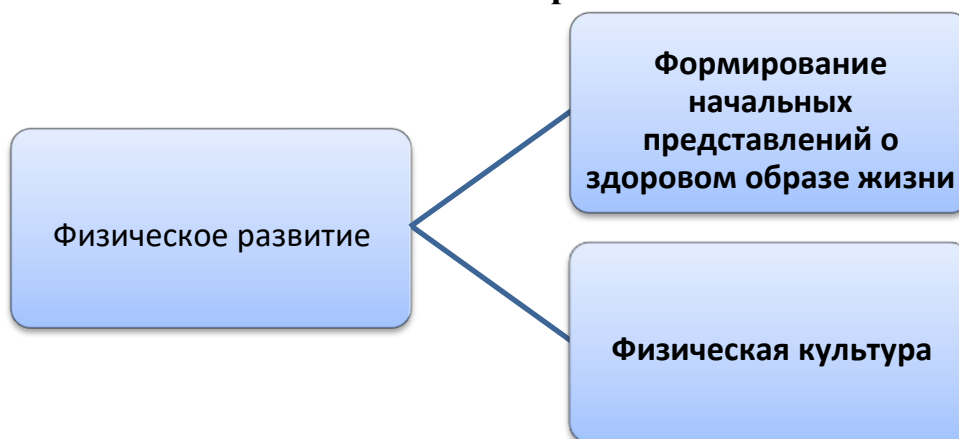 Формирование
начальных
представлений о
здоровом образе жизни
Физическое развитие
Физическая культура